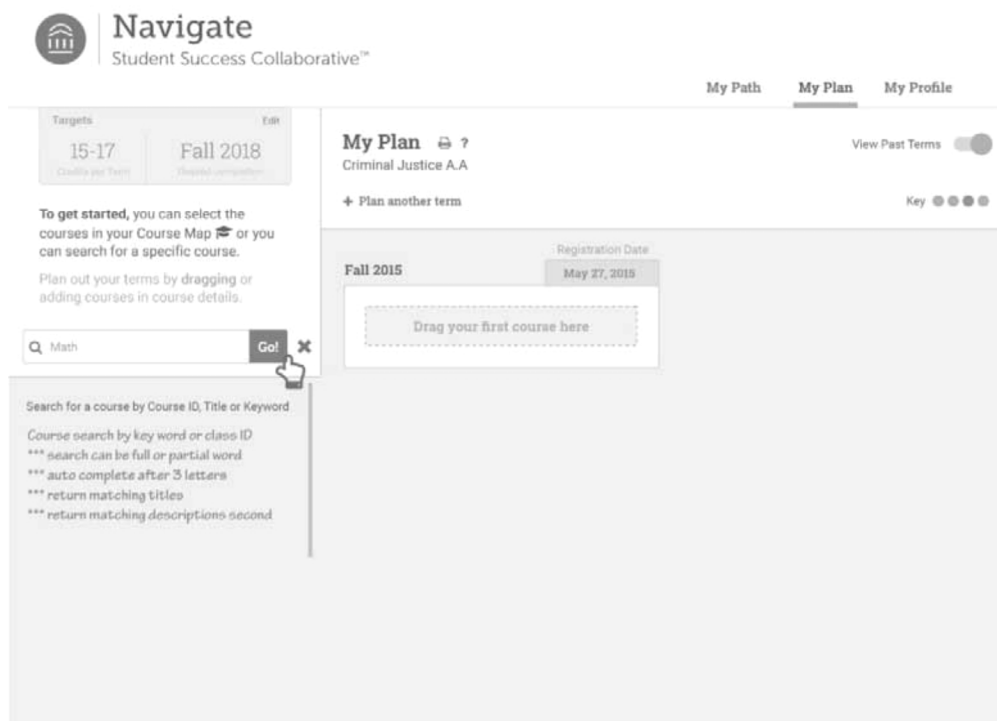 Navigate
Student Success Collaborative™
My Path My Plan My Profile
Targets Edit
15-17 Fall 2018
Credits per Term
To get started, you can select the
courses in your Course Map or you
can search for a specific course.
Plan out your terms by dragging or
adding courses in course details.
Math Go!
Search for a course by Course ID, Title or Keyword
Course search by key word or class ID
*** search can be full or partial word
*** auto complete after 3 letters
*** return matching titles
*** return matching descriptions second
My Plan ?
Criminal Justice A.A
+ Plan another term
View Past Terms
Key
Registration Date
Fall 2015 May 27, 2015
Drag your first course here